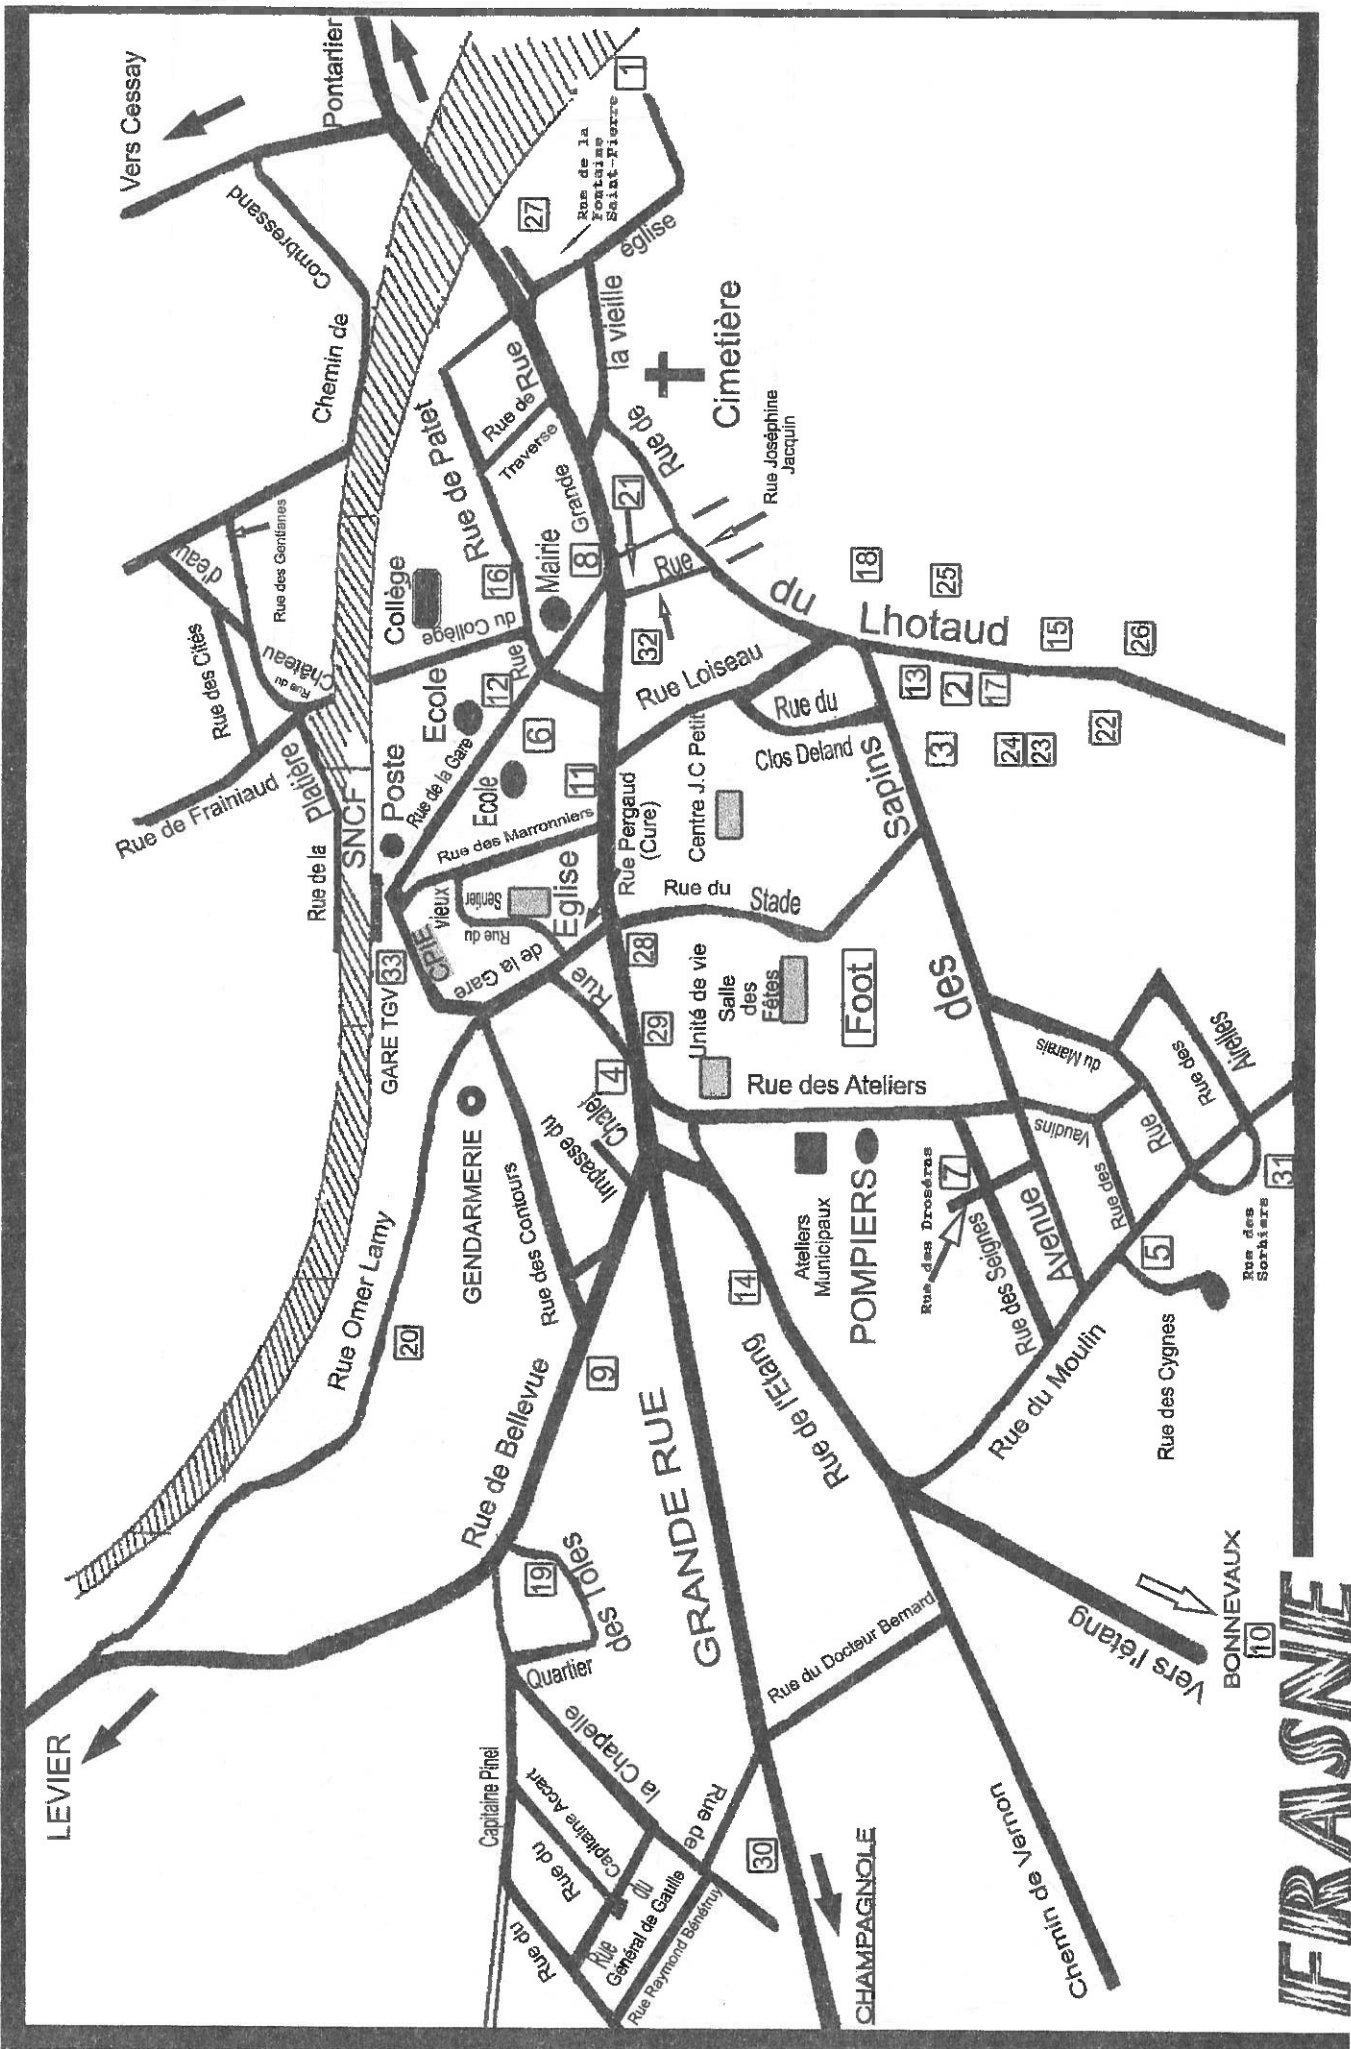 Vers Cessay
Pontarlier
Combressand
Chemin de
1
Rue de la
Fontaine
Saint-Pierre
27
église
la vieille
Rue de
Cimetière
Rue de Patet
Rue de
Traverse
Rue
Grande
Mairie
8
21
Rue Joséphine
Jacquin
Rue
32
d'eau
Rue des Gentianes
Rue des Cités
Château
Rue du
Collège
16
du Collège
Rue
Ecole
12
Rue de Frainiaud
Platière
Rue de la
SNCF
Poste
Rue de la Gare
Ecole
6
11
Rue des Marronniers
Rue Loiseau
Rue du
Clos Deland
du
Lhotaud
18
25
15
26
13
2
17
3
24
23
22
Rue Pergaud
(Cure)
Centre J.C Petit
Sapins
Eglise
vieux
Sentier
Rue du
CPIE
de la Gare
GARE TGV
33
Rue
28
29
4
Rue du
Stade
Unité de vie
Salle
des
Fêtes
Foot
des
Rue des Ateliers
du Marais
Rue des
Airelles
Rue
Vaudins
Rue des
31
Rue des
Sorbiers
GENDARMERIE
Impasse du
Chalet
Rue des Contours
Rue Omer Lamy
20
9
Rue de Bellevue
14
Ateliers
Municipaux
POMPIERS
Rue des Droséras
7
Rue des Seignes
Avenue
5
Rue des Cygnes
Rue du Moulin
Rue de l'Etang
GRANDE RUE
19
des Toles
Quartier
la Chapelle
Rue de
Rue du Docteur Bernard
Vers l'étang
BONNEVAUX
10
LEVIER
Capitaine Pinel
Rue du
Capitaine Accart
Rue du
Rue
du
Général de Gaulle
Rue Raymond Bénétruy
30
CHAMPAGNOLE
Chemin de Vernon
FRASNE